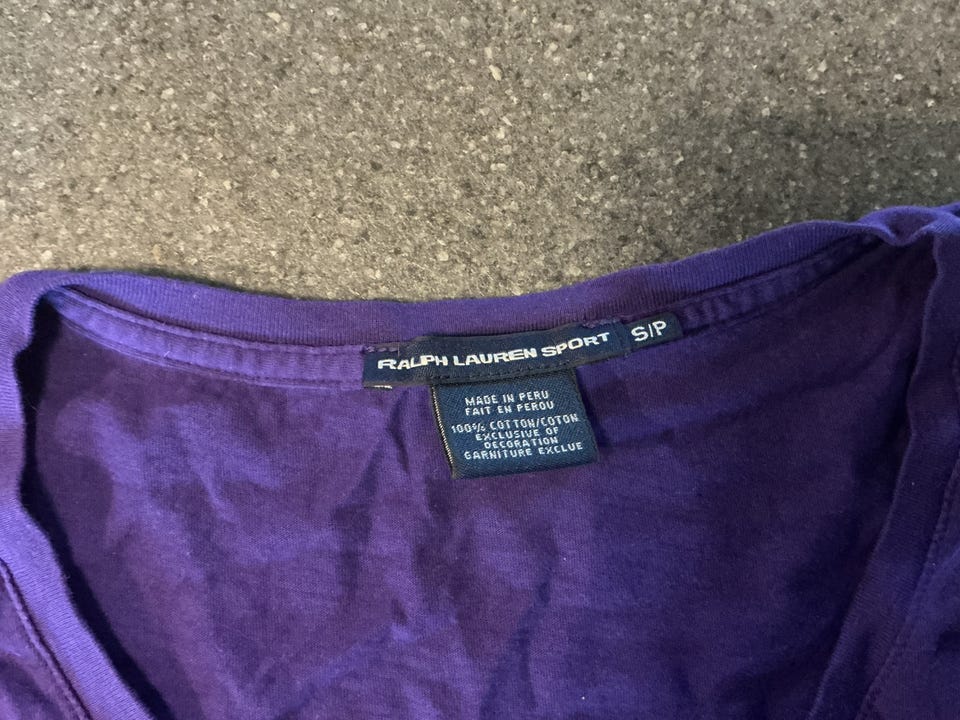 RALPH LAUREN SPORT
S/P
MADE IN PERU
FAIT EN PEROU
100% COTTON/COTON
EXCLUSIVE OF
DECORATION
GARNITURE EXCLUE